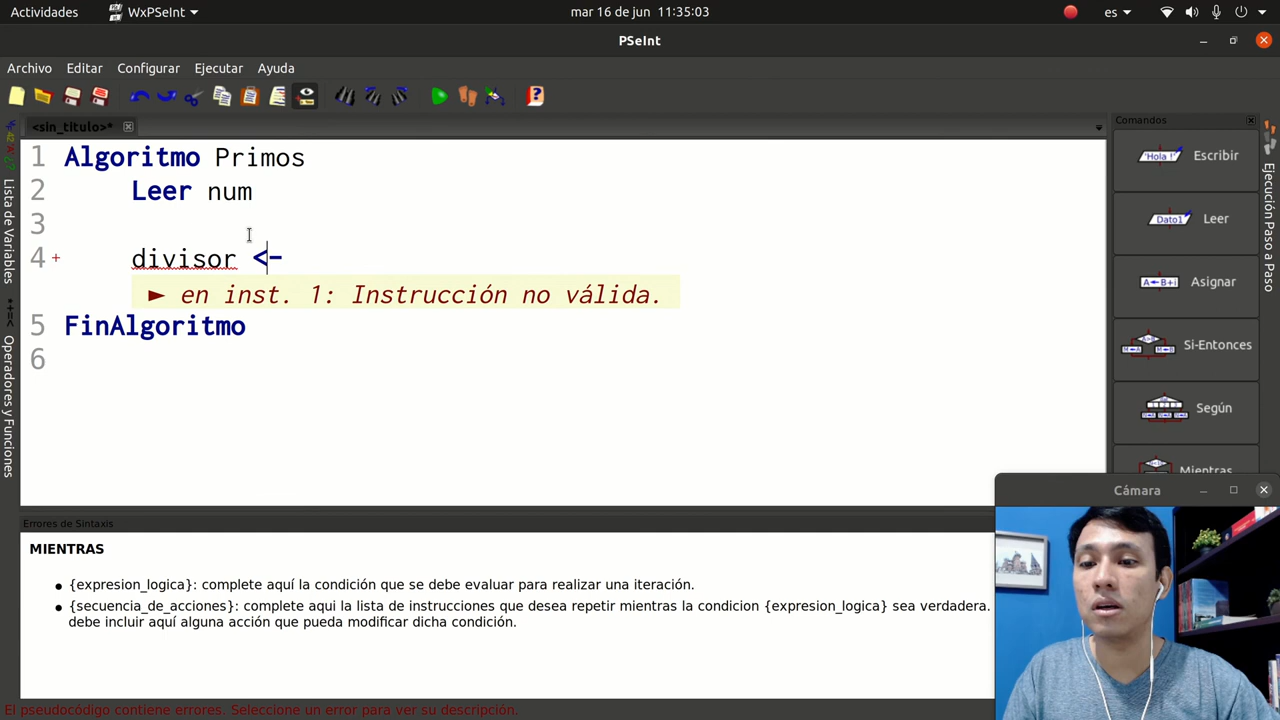 Actividades
WxPSeInt
mar 16 de jun 11:35:03
es
PSeInt
Archivo Editar Configurar Ejecutar Ayuda
<sin_titulo>*
Comandos
1 Algoritmo Primos
2 Leer num
3
4 + divisor <-
► en inst. 1: Instrucción no válida.
5 FinAlgoritmo
6
Lista de Variables
Operadores y Funciones
'Hola !' Escribir
Dato1 Leer
A←B+i Asignar
Si-Entonces
Según
Mientras
Ejecución Paso a Paso
Cámara
Errores de Sintaxis
MIENTRAS
• {expresion_logica}: complete aquí la condición que se debe evaluar para realizar una iteración.
• {secuencia_de_acciones}: complete aqui la lista de instrucciones que desea repetir mientras la condicion {expresion_logica} sea verdadera.
debe incluir aquí alguna acción que pueda modificar dicha condición.
El pseudocódigo contiene errores. Seleccione un error para ver su descripción.